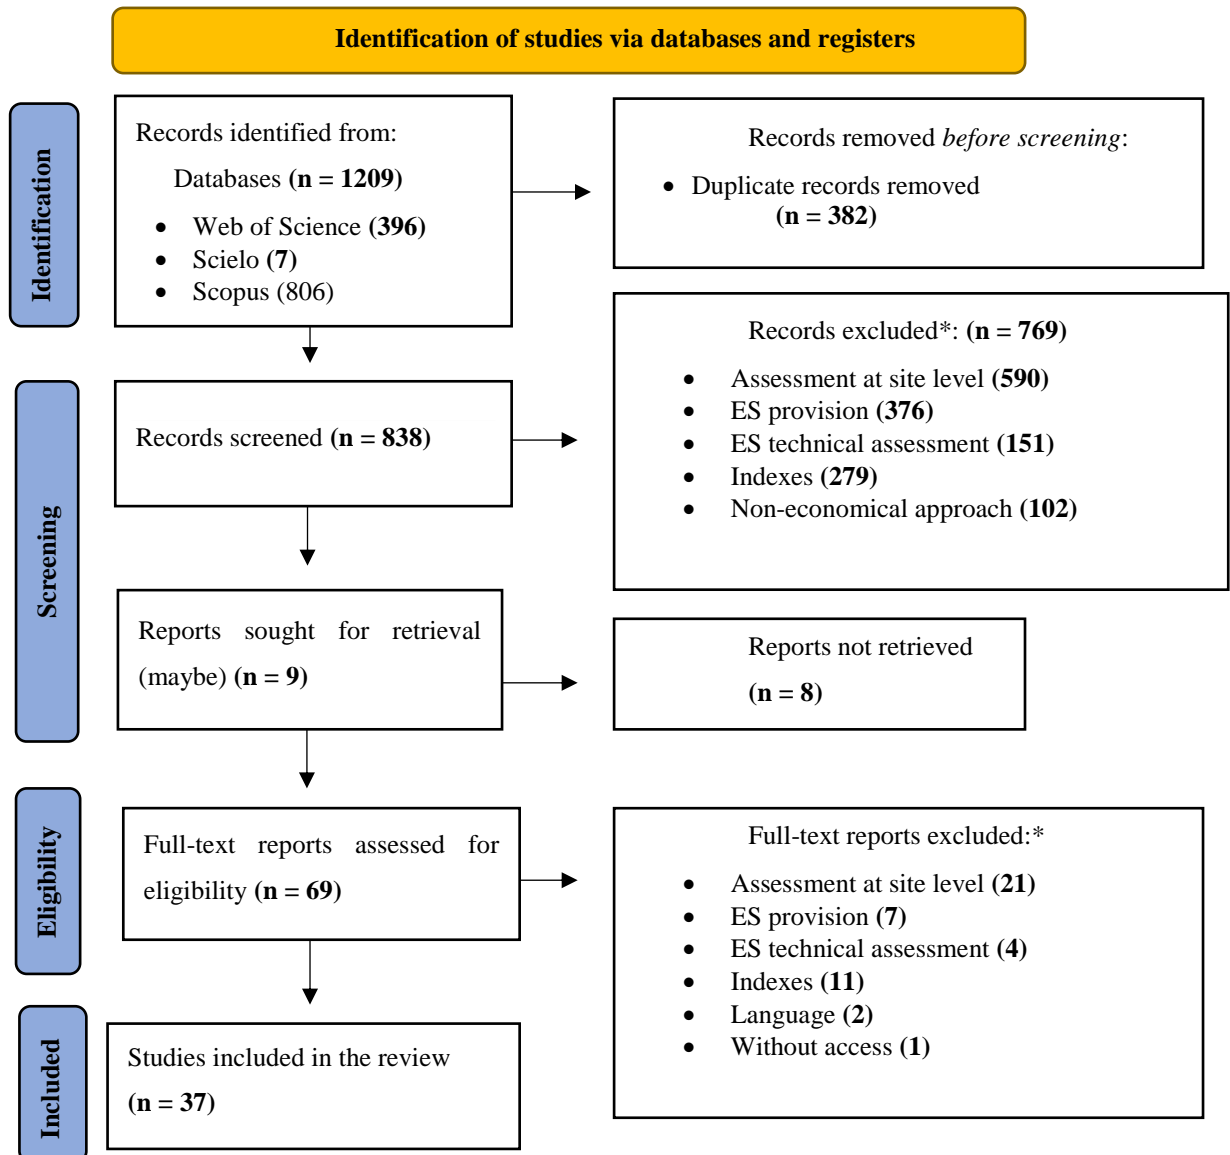 Identification of studies via databases and registers
Identification
Records identified from:
Databases (n = 1209)
• Web of Science (396)
• Scielo (7)
• Scopus (806)
Records removed before screening:
• Duplicate records removed
(n = 382)
Screening
Records screened (n = 838)
Records excluded*: (n = 769)
• Assessment at site level (590)
• ES provision (376)
• ES technical assessment (151)
• Indexes (279)
• Non-economical approach (102)
Reports sought for retrieval
(maybe) (n = 9)
Reports not retrieved
(n = 8)
Eligibility
Full-text reports assessed for
eligibility (n = 69)
Full-text reports excluded:*
• Assessment at site level (21)
• ES provision (7)
• ES technical assessment (4)
• Indexes (11)
• Language (2)
• Without access (1)
Included
Studies included in the review
(n = 37)